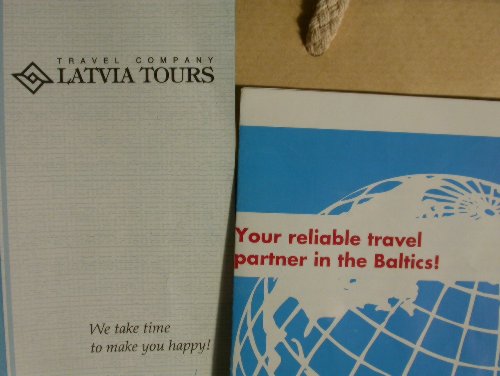 TRAVEL COMPANY
LATVIA TOURS
Your reliable travel
partner in the Baltics!
We take time
to make you happy!